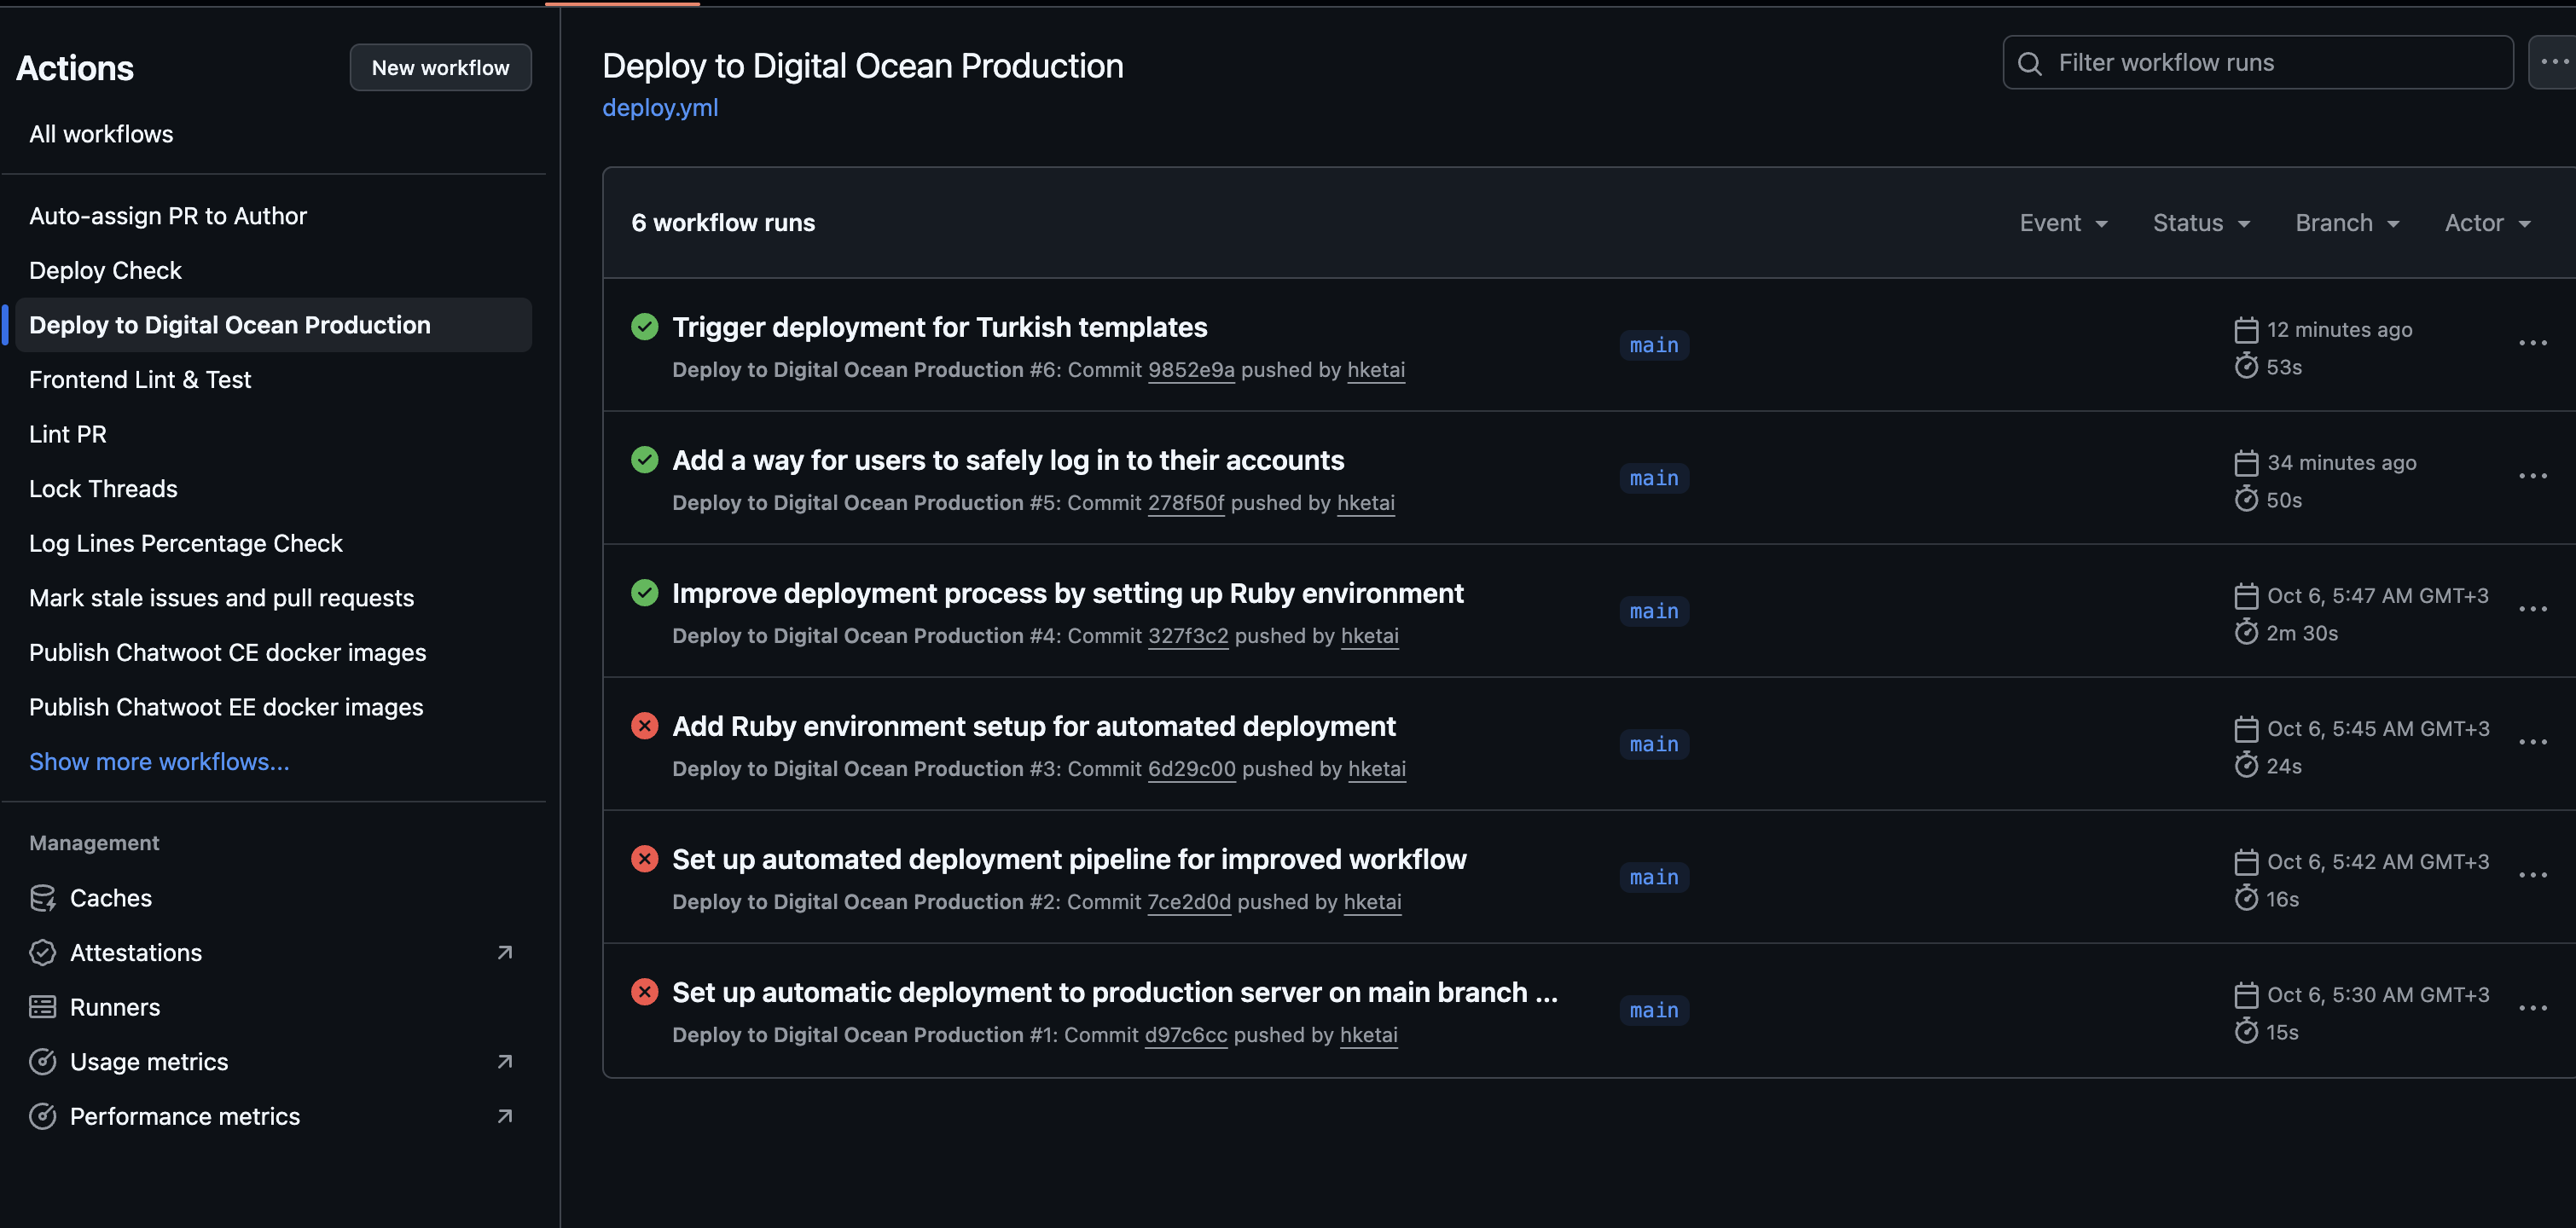 Actions
New workflow
All workflows
Auto-assign PR to Author
Deploy Check
Deploy to Digital Ocean Production
Frontend Lint & Test
Lint PR
Lock Threads
Log Lines Percentage Check
Mark stale issues and pull requests
Publish Chatwoot CE docker images
Publish Chatwoot EE docker images
Show more workflows...
Management
Caches
Attestations
Runners
Usage metrics
Performance metrics
Deploy to Digital Ocean Production
deploy.yml
Filter workflow runs
6 workflow runs
Event
Status
Branch
Actor
Trigger deployment for Turkish templates
Deploy to Digital Ocean Production #6: Commit 9852e9a pushed by hketai
main
12 minutes ago
53s
Add a way for users to safely log in to their accounts
Deploy to Digital Ocean Production #5: Commit 278f50f pushed by hketai
main
34 minutes ago
50s
Improve deployment process by setting up Ruby environment
Deploy to Digital Ocean Production #4: Commit 327f3c2 pushed by hketai
main
Oct 6, 5:47 AM GMT+3
2m 30s
Add Ruby environment setup for automated deployment
Deploy to Digital Ocean Production #3: Commit 6d29c00 pushed by hketai
main
Oct 6, 5:45 AM GMT+3
24s
Set up automated deployment pipeline for improved workflow
Deploy to Digital Ocean Production #2: Commit 7ce2d0d pushed by hketai
main
Oct 6, 5:42 AM GMT+3
16s
Set up automatic deployment to production server on main branch ...
Deploy to Digital Ocean Production #1: Commit d97c6cc pushed by hketai
main
Oct 6, 5:30 AM GMT+3
15s